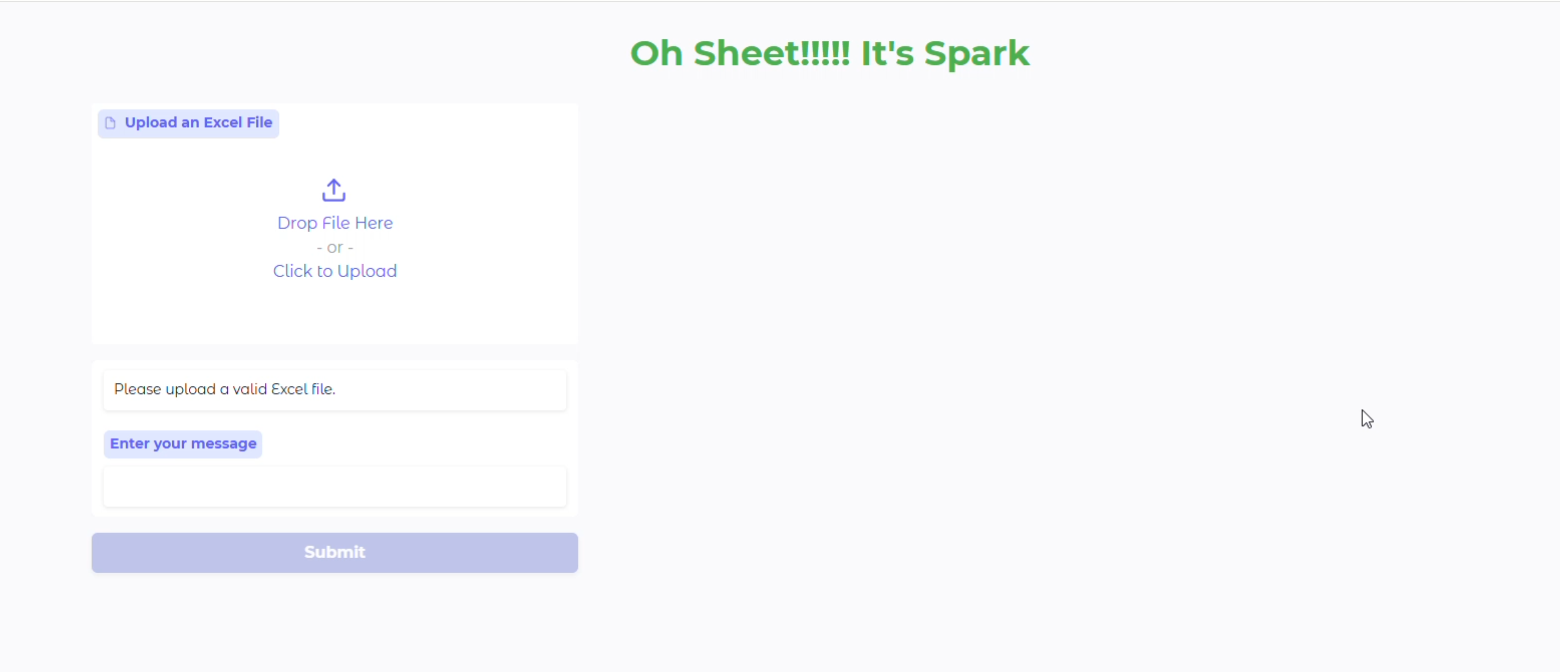 Oh Sheet!!!!! It's Spark
Upload an Excel File
Drop File Here
- or -
Click to Upload
Please upload a valid Excel file.
Enter your message
Submit